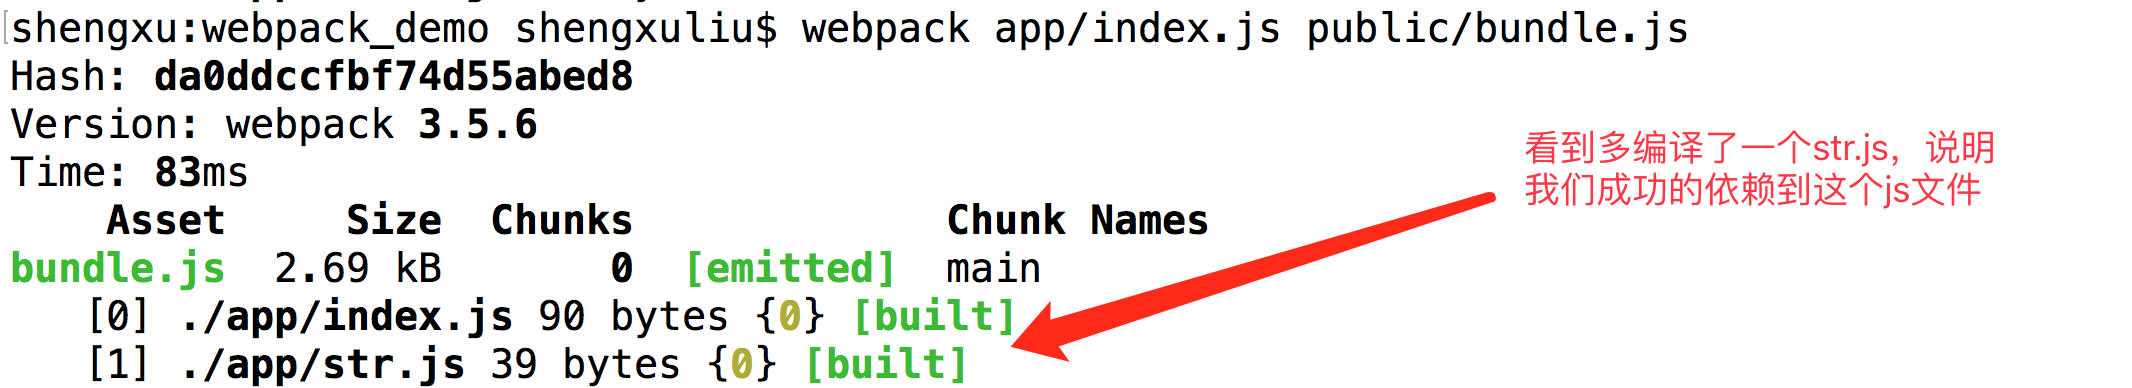 shengxu:webpack_demo shengxuliu$ webpack app/index.js public/bundle.js
Hash: da0ddccfbf74d55abed8
Version: webpack 3.5.6
Time: 83ms
Asset Size Chunks Chunk Names
bundle.js 2.69 kB 0 [emitted] main
[0] ./app/index.js 90 bytes {0} [built]
[1] ./app/str.js 39 bytes {0} [built]
看到多编译了一个str.js，说明
我们成功的依赖到这个js文件